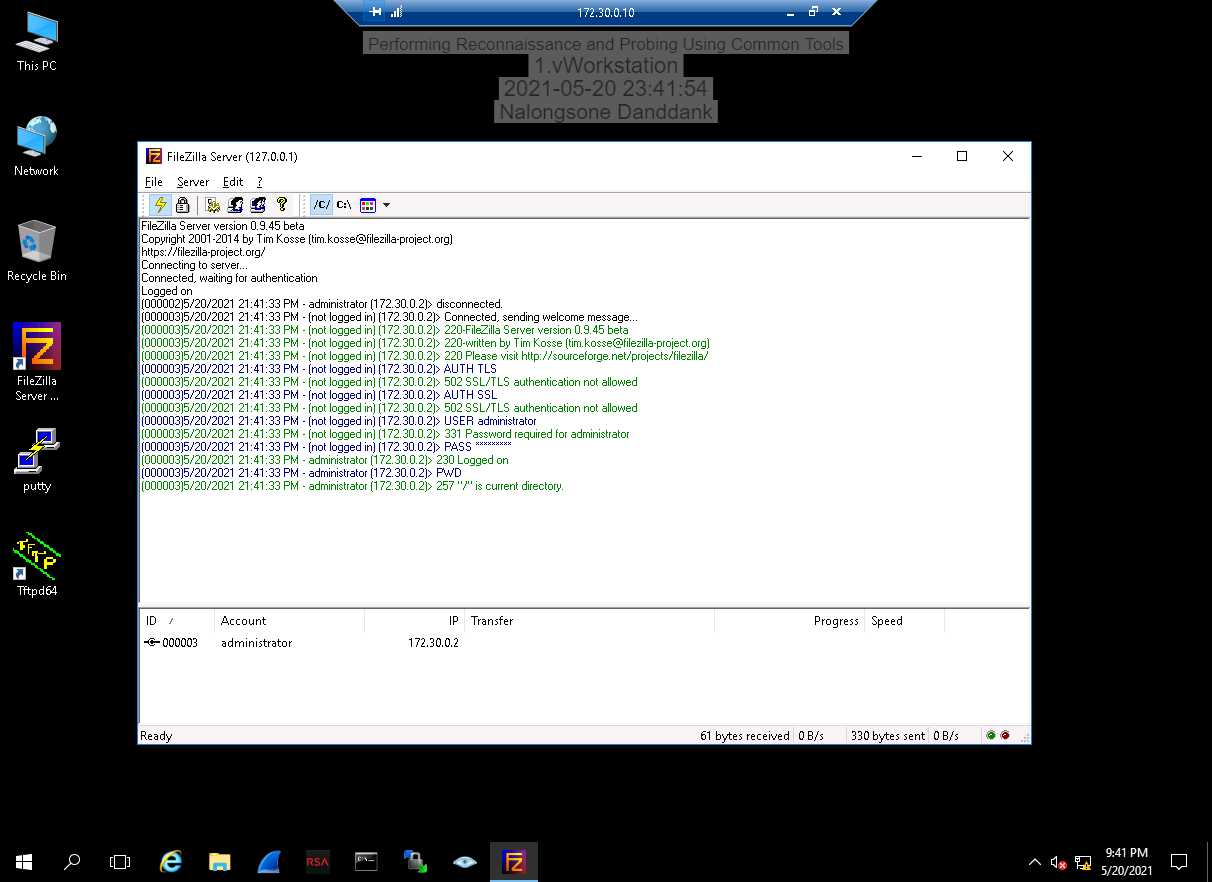 172.30.0.10
Performing Reconnaissance and Probing Using Common Tools
1.vWorkstation
2021-05-20 23:41:54
Nalongsone Danddank
This PC
Network
Recycle Bin
FileZilla
Server ...
putty
TFTP
Tftpd64
FileZilla Server (127.0.0.1)
File Server Edit ?
/C/ C:\
FileZilla Server version 0.9.45 beta
Copyright 2001-2014 by Tim Kosse (tim.kosse@filezilla-project.org)
https://filezilla-project.org/
Connecting to server...
Connected, waiting for authentication
Logged on
(000002)5/20/2021 21:41:33 PM - administrator (172.30.0.2)> disconnected.
(000003)5/20/2021 21:41:33 PM - (not logged in) (172.30.0.2)> Connected, sending welcome message...
(000003)5/20/2021 21:41:33 PM - (not logged in) (172.30.0.2)> 220-FileZilla Server version 0.9.45 beta
(000003)5/20/2021 21:41:33 PM - (not logged in) (172.30.0.2)> 220-written by Tim Kosse (tim.kosse@filezilla-project.org)
(000003)5/20/2021 21:41:33 PM - (not logged in) (172.30.0.2)> 220 Please visit http://sourceforge.net/projects/filezilla/
(000003)5/20/2021 21:41:33 PM - (not logged in) (172.30.0.2)> AUTH TLS
(000003)5/20/2021 21:41:33 PM - (not logged in) (172.30.0.2)> 502 SSL/TLS authentication not allowed
(000003)5/20/2021 21:41:33 PM - (not logged in) (172.30.0.2)> AUTH SSL
(000003)5/20/2021 21:41:33 PM - (not logged in) (172.30.0.2)> 502 SSL/TLS authentication not allowed
(000003)5/20/2021 21:41:33 PM - (not logged in) (172.30.0.2)> USER administrator
(000003)5/20/2021 21:41:33 PM - (not logged in) (172.30.0.2)> 331 Password required for administrator
(000003)5/20/2021 21:41:33 PM - (not logged in) (172.30.0.2)> PASS *********
(000003)5/20/2021 21:41:33 PM - administrator (172.30.0.2)> 230 Logged on
(000003)5/20/2021 21:41:33 PM - administrator (172.30.0.2)> PWD
(000003)5/20/2021 21:41:33 PM - administrator (172.30.0.2)> 257 "/" is current directory.
ID / Account IP Transfer Progress Speed
000003 administrator 172.30.0.2
Ready 61 bytes received 0 B/s 330 bytes sent 0 B/s
RSA
9:41 PM
5/20/2021